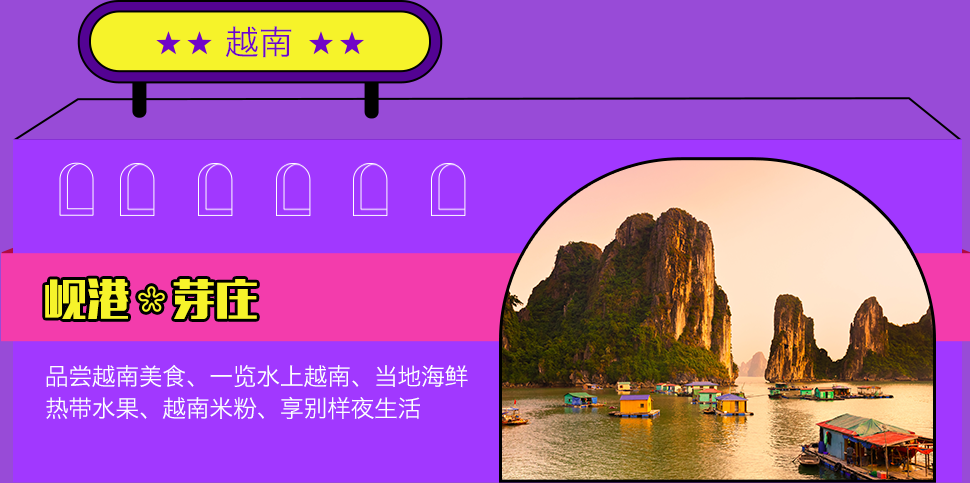 ★★ 越南 ★★
岘港❀芽庄
品尝越南美食、一览水上越南、当地海鲜
热带水果、越南米粉、享别样夜生活